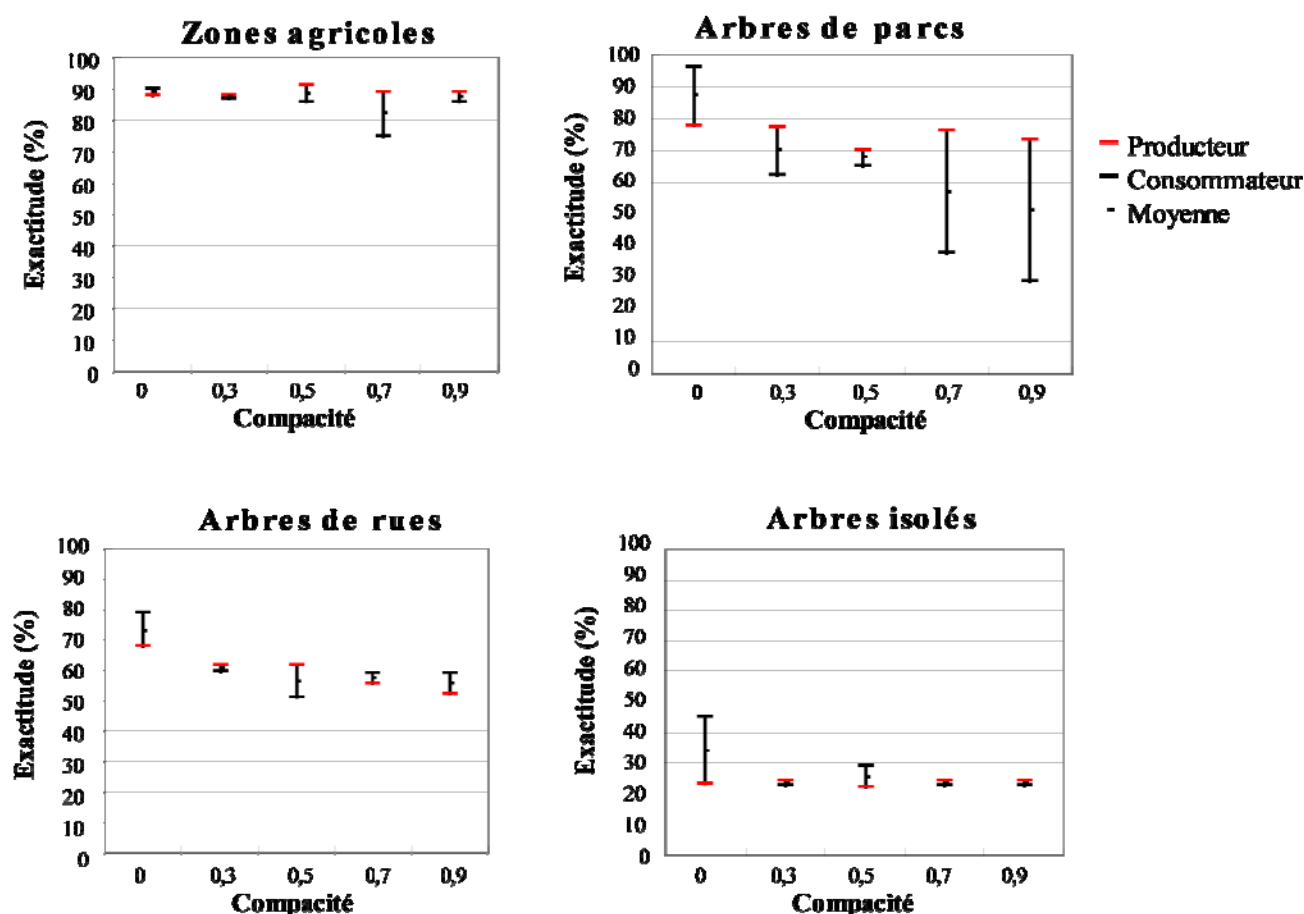 Zones agricoles
Exactitude (%)
100
90
80
70
60
50
40
30
20
10
0
0 0,3 0,5 0,7 0,9
Compacité
Arbres de parcs
Exactitude (%)
100
90
80
70
60
50
40
30
20
10
0
0 0,3 0,5 0,7 0,9
Compacité
Producteur
Consommateur
Moyenne
Arbres de rues
Exactitude (%)
100
90
80
70
60
50
40
30
20
10
0
0 0,3 0,5 0,7 0,9
Compacité
Arbres isolés
Exactitude (%)
100
90
80
70
60
50
40
30
20
10
0
0 0,3 0,5 0,7 0,9
Compacité